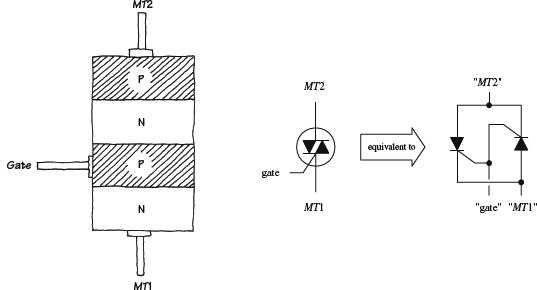 MT2
P
N
Gate
P
N
MT1
MT2
gate
MT1
equivalent to
"MT2"
"gate" "MT1"